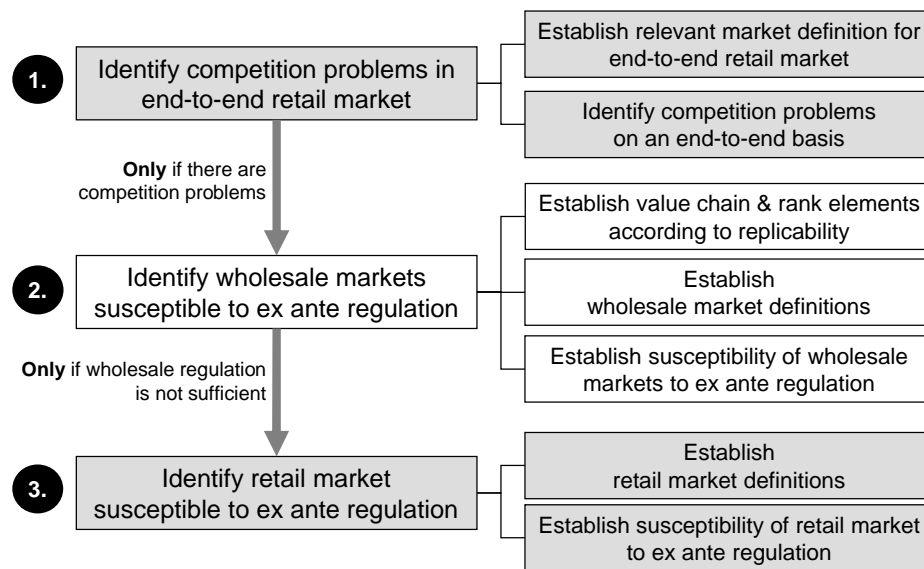 1.
Identify competition problems in
end-to-end retail market
Establish relevant market definition for
end-to-end retail market
Identify competition problems
on an end-to-end basis
Only if there are
competition problems
2.
Identify wholesale markets
susceptible to ex ante regulation
Establish value chain & rank elements
according to replicability
Establish
wholesale market definitions
Establish susceptibility of wholesale
markets to ex ante regulation
Only if wholesale regulation
is not sufficient
3.
Identify retail market
susceptible to ex ante regulation
Establish
retail market definitions
Establish susceptibility of retail market
to ex ante regulation